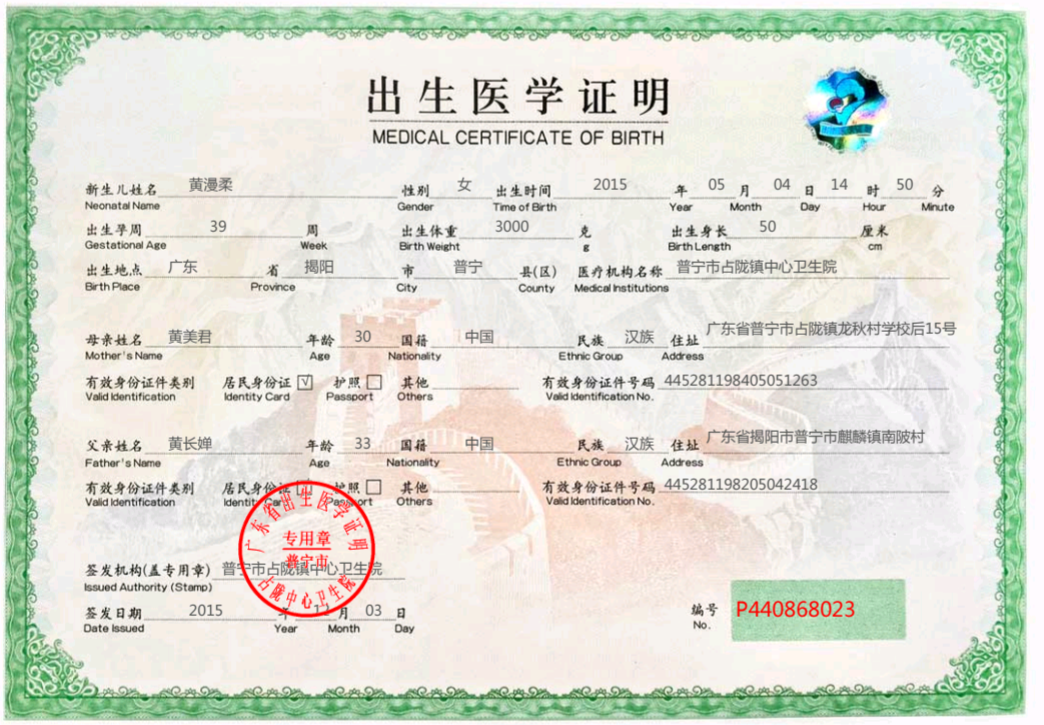 出生医学证明
MEDICAL CERTIFICATE OF BIRTH
新生儿姓名 黄漫柔 性别 女 出生时间 2015 年 05 月 04 日 14 时 50 分
Neonatal Name Gender Time of Birth Year Month Day Hour Minute
出生孕周 39 周 出生体重 3000 克 出生身长 50 厘米
Gestational Age Week Birth Weight g Birth Length cm
出生地点 广东 省 揭阳 市 普宁 县(区) 医疗机构名称 普宁市占陇镇中心卫生院
Birth Place Province City County Medical Institutions
母亲姓名 黄美君 年龄 30 国籍 中国 民族 汉族 住址 广东省普宁市占陇镇龙秋村学校后15号
Mother's Name Age Nationality Ethnic Group Address
有效身份证件类别 居民身份证 √ 护照 其他 有效身份证件号码 445281198405051263
Valid Identification Identity Card Passport Others Valid Identification No.
父亲姓名 黄长婵 年龄 33 国籍 中国 民族 汉族 住址 广东省揭阳市普宁市麒麟镇南陂村
Father's Name Age Nationality Ethnic Group Address
有效身份证件类别 居民身份证 护照 其他 有效身份证件号码 445281198205042418
Valid Identification Identity Card Passport Others Valid Identification No.
广东省出生医学证明
专用章
普宁市
占陇中心卫生院
签发机构(盖专用章) 普宁市占陇镇中心卫生院
Issued Authority (Stamp)
签发日期 2015 年 月 03 日 编号 P440868023
Date Issued Year Month Day No.